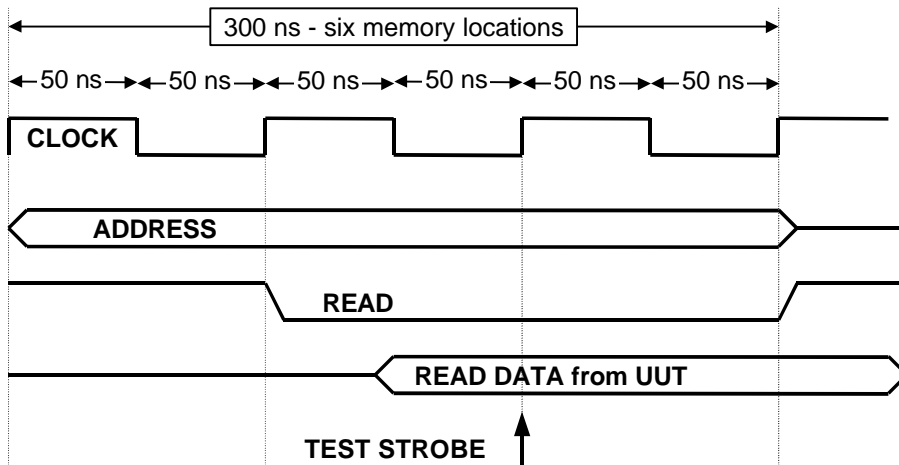 300 ns - six memory locations
50 ns 50 ns 50 ns 50 ns 50 ns 50 ns
CLOCK
ADDRESS
READ
READ DATA from UUT
TEST STROBE